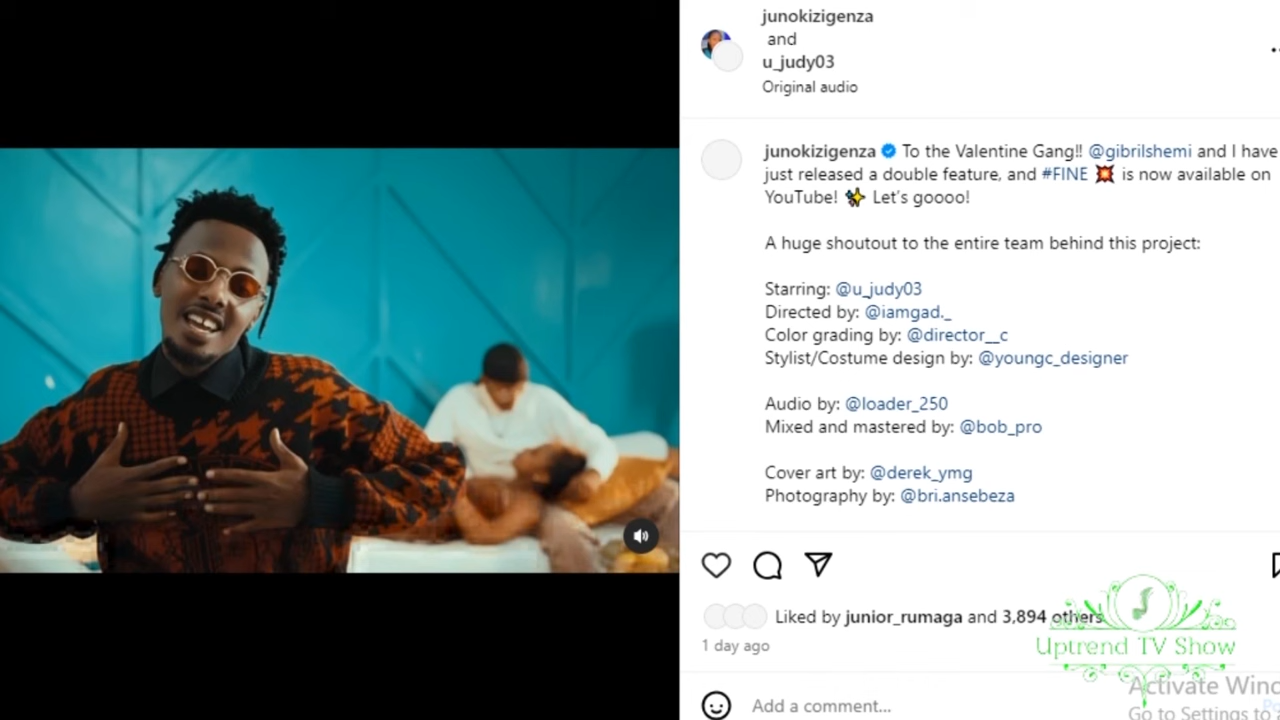 junokizigenza
and
u_judy03
Original audio
junokizigenza To the Valentine Gang!! @gibrilshemi and I have
just released a double feature, and #FINE 💥 is now available on
YouTube! ✨ Let's goooo!
A huge shoutout to the entire team behind this project:
Starring: @u_judy03
Directed by: @iamgad._
Color grading by: @director__c
Stylist/Costume design by: @youngc_designer
Audio by: @loader_250
Mixed and mastered by: @bob_pro
Cover art by: @derek_ymg
Photography by: @bri.ansebeza
Liked by junior_rumaga and 3,894 others
1 day ago
Uptrend TV Show
Activate Winc
Go to Settings to
Add a comment...